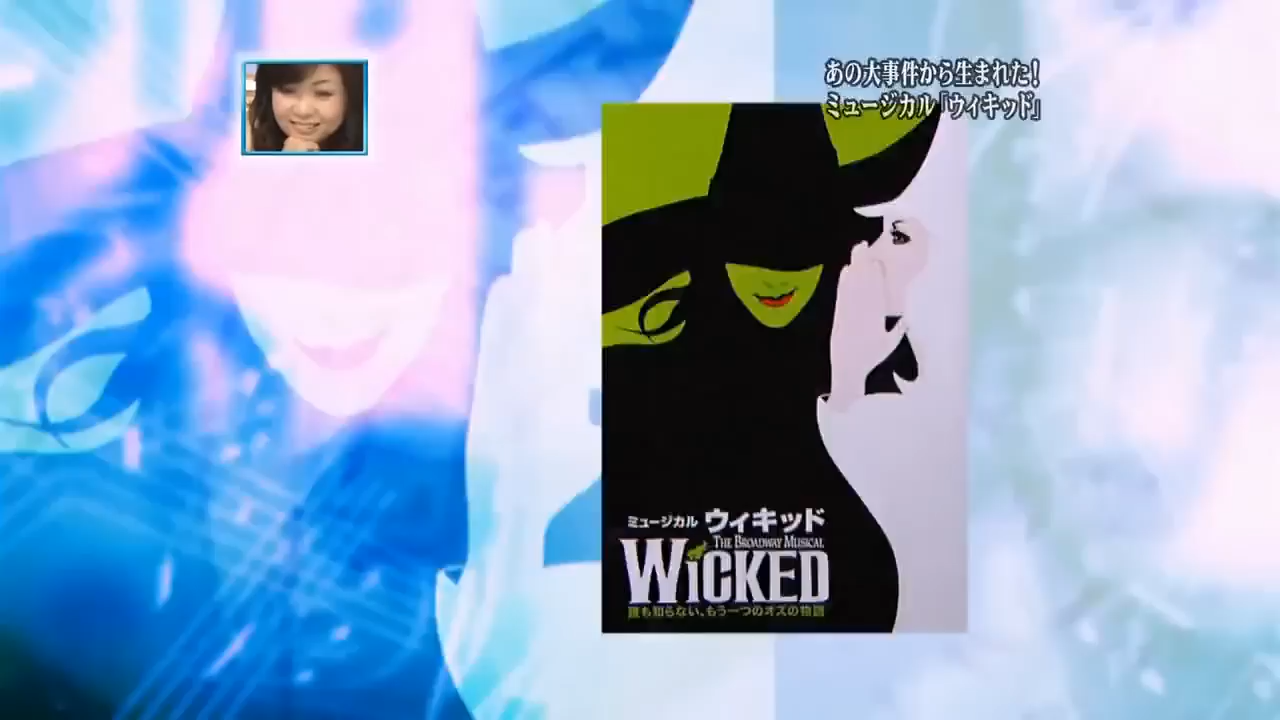 あの大事件から生まれた!
ミュージカル「ウィキッド」
ミュージカル ウィキッド
THE BROADWAY MUSICAL
WICKED
誰も知らない、もう一つのオズの物語